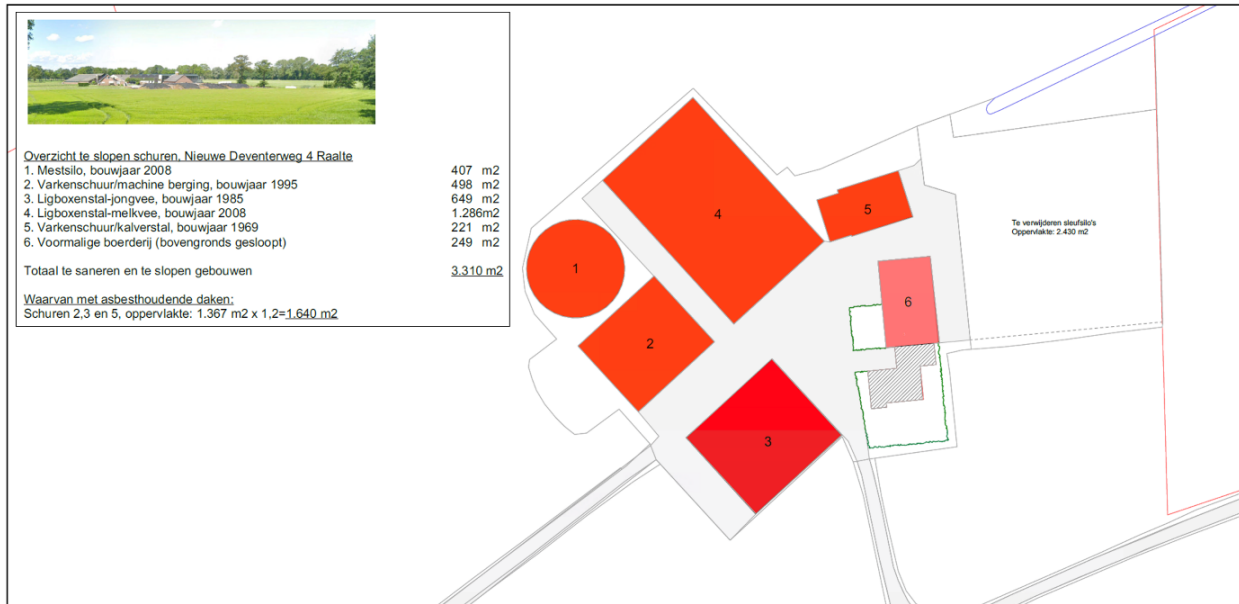 Overzicht te slopen schuren, Nieuwe Deventerweg 4 Raalte
1. Mestsilo, bouwjaar 2008 407 m2
2. Varkenschuur/machine berging, bouwjaar 1995 498 m2
3. Ligboxenstal-jongvee, bouwjaar 1985 649 m2
4. Ligboxenstal-melkvee, bouwjaar 2008 1.286m2
5. Varkenschuur/kalverstal, bouwjaar 1969 221 m2
6. Voormalige boerderij (bovengronds gesloopt) 249 m2
Totaal te saneren en te slopen gebouwen 3.310 m2
Waarvan met asbesthoudende daken:
Schuren 2,3 en 5, oppervlakte: 1.367 m2 x 1,2=1.640 m2
4
5
Te verwijderen sleufsilo's
Oppervlakte: 2.430 m2
1
6
2
3